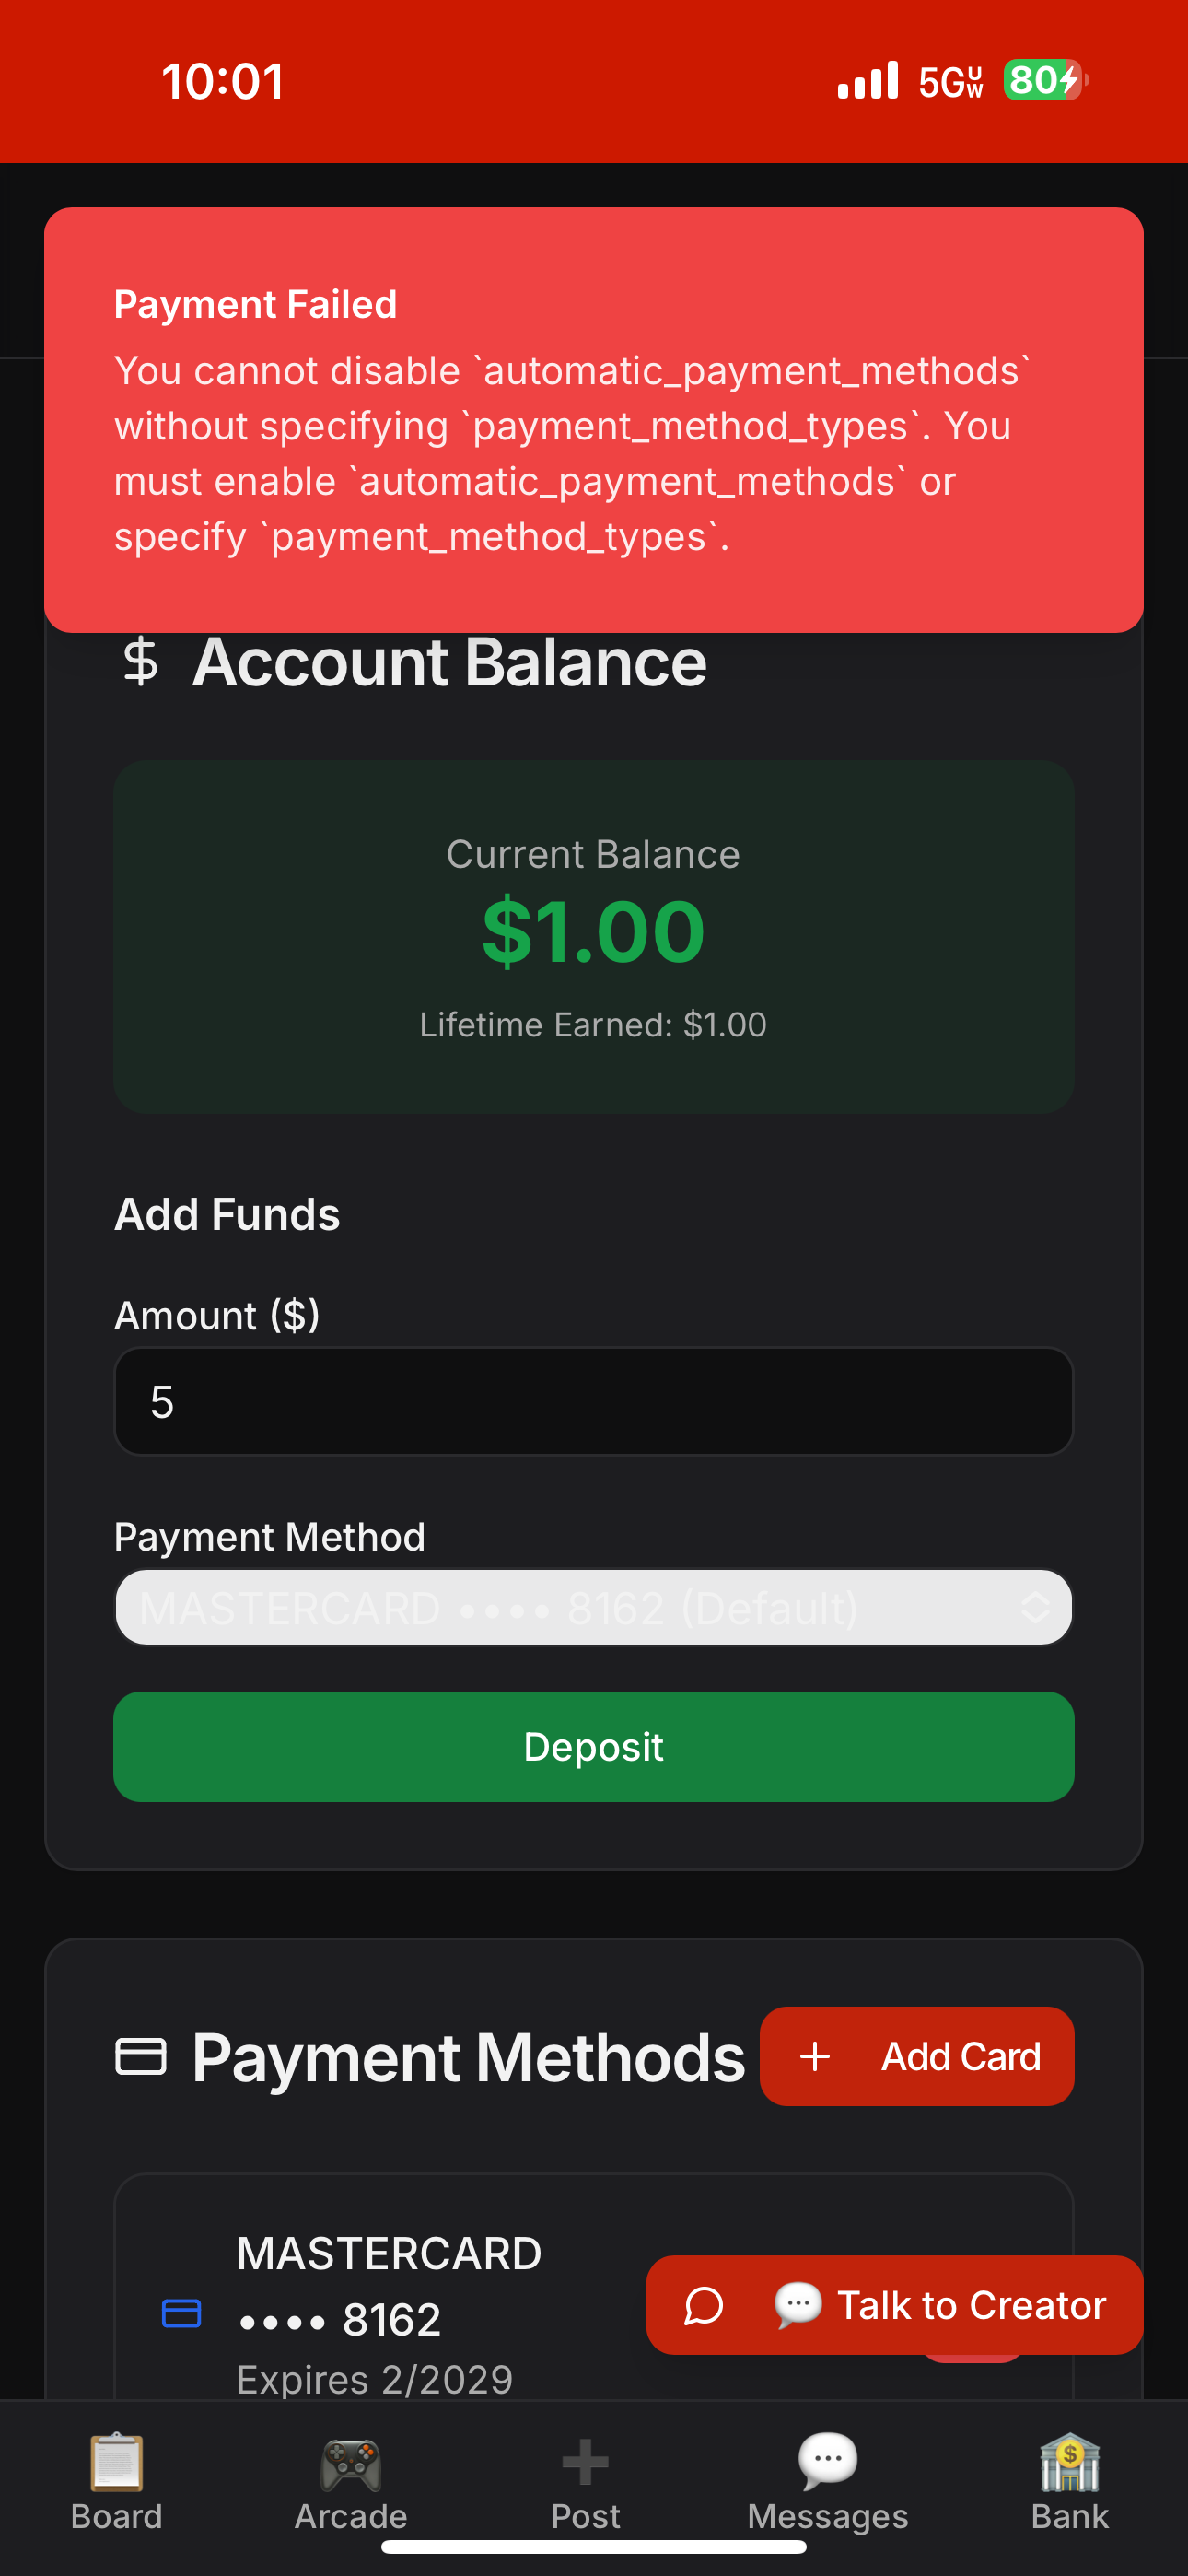 10:01
5GUW
80
Payment Failed
You cannot disable `automatic_payment_methods`
without specifying `payment_method_types`. You
must enable `automatic_payment_methods` or
specify `payment_method_types`.
$ Account Balance
Current Balance
$1.00
Lifetime Earned: $1.00
Add Funds
Amount ($)
5
Payment Method
MASTERCARD •••• 8162 (Default)
Deposit
Payment Methods
+ Add Card
MASTERCARD
•••• 8162
Expires 2/2029
💬 Talk to Creator
Board
Arcade
Post
Messages
$
Bank